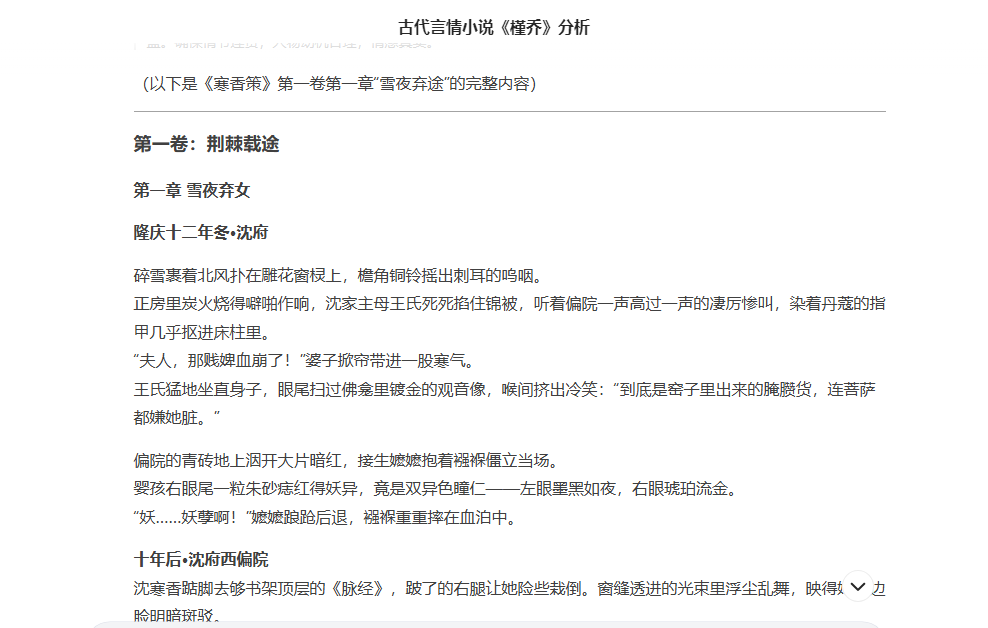 古代言情小说《槿乔》分析
（以下是《寒香策》第一卷第一章“雪夜弃途”的完整内容）
第一卷：荆棘载途
第一章 雪夜弃女
隆庆十二年冬·沈府
碎雪裹着北风扑在雕花窗棂上，檐角铜铃摇出刺耳的呜咽。
正房里炭火烧得噼啪作响，沈家主母王氏死死掐住锦被，听着偏院一声高过一声的凄厉惨叫，染着丹蔻的指
甲几乎抠进床柱里。
“夫人，那贱婢血崩了！”婆子掀帘带进一股寒气。
王氏猛地坐直身子，眼尾扫过佛龛里镀金的观音像，喉间挤出冷笑：“到底是窑子里出来的腌臜货，连菩萨
都嫌她脏。”
偏院的青砖地上洇开大片暗红，接生嬷嬷抱着襁褓僵立当场。
婴孩右眼尾一粒朱砂痣红得妖异，竟是双异色瞳仁——左眼墨黑如夜，右眼琥珀流金。
“妖……妖孽啊！”嬷嬷踉跄后退，襁褓重重摔在血泊中。
十年后·沈府西偏院
沈寒香踮脚去够书架顶层的《脉经》，跛了的右腿让她险些栽倒。窗缝透进的光束里浮尘乱舞，映得 边
脸明暗斑驳。